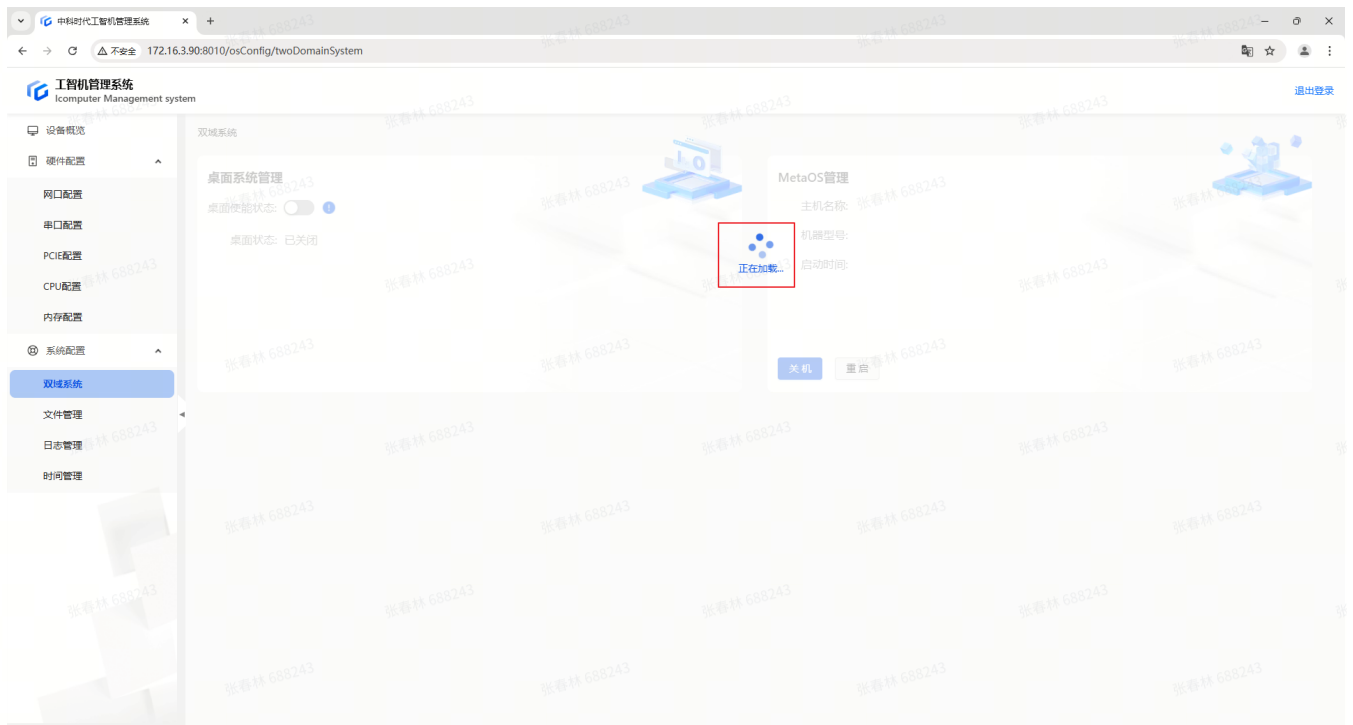 中科时代工智机管理系统
不安全 172.16.3.90:8010/osConfig/twoDomainSystem
工智机管理系统
Icomputer Management system
退出登录
设备概览
硬件配置
网口配置
串口配置
PCIE配置
CPU配置
内存配置
系统配置
双域系统
文件管理
日志管理
时间管理
双域系统
桌面系统管理
桌面使能状态:
桌面状态: 已关闭
MetaOS管理
主机名称:
机器型号:
启动时间:
关机 重启
正在加载...
张春林 688243